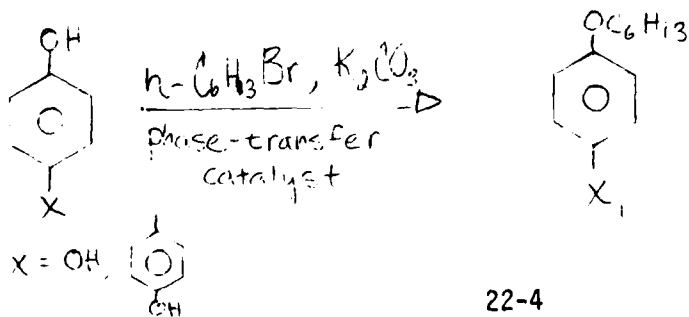 OH
OC6H13
n-C6H13Br, K2CO3
phase-transfer
catalyst
X
X1
X = OH,
OH
22-4